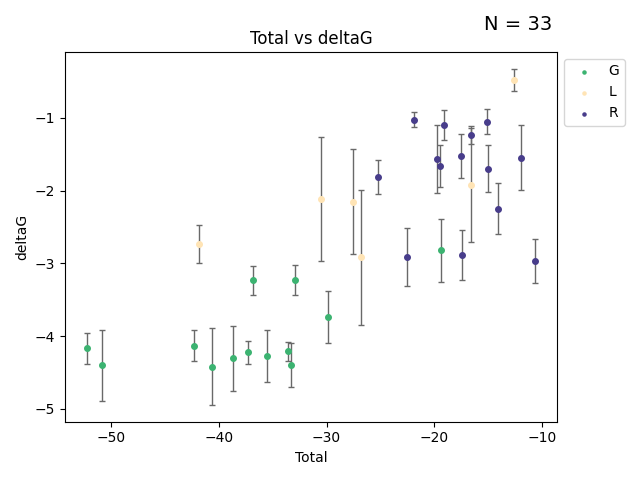 N = 33
Total vs deltaG
G
L
R
deltaG
−1
−2
−3
−4
−5
−50
−40
−30
−20
−10
Total